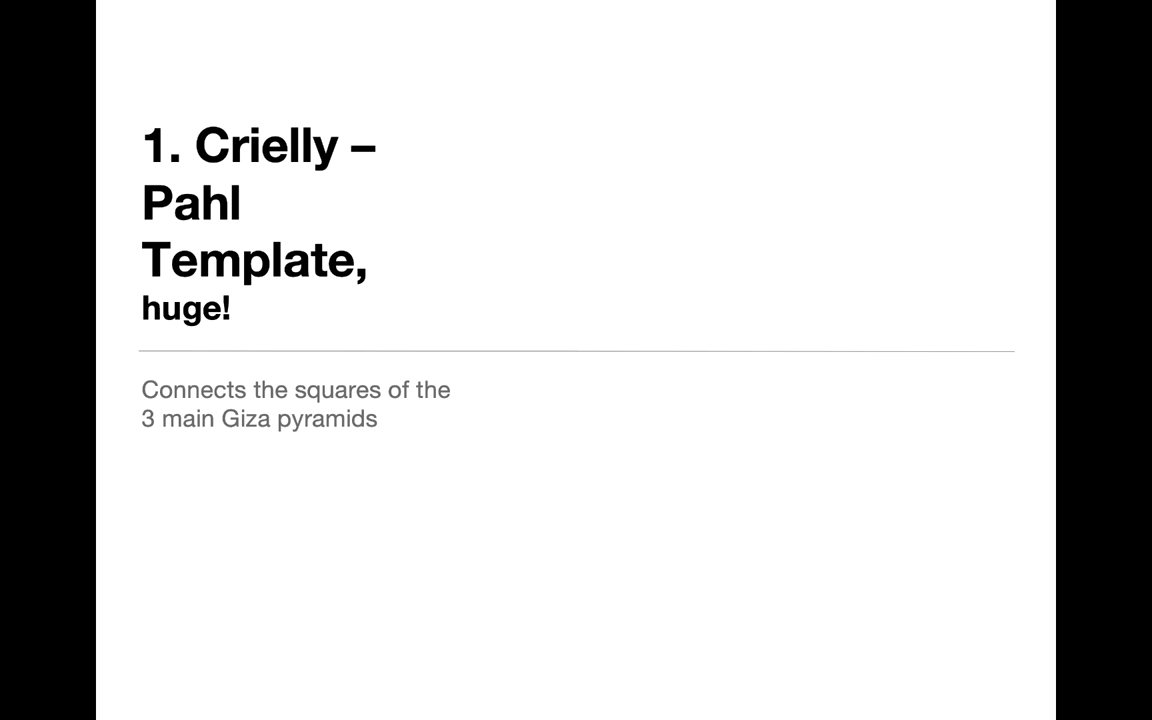 1. Crielly –
Pahl
Template,
huge!
Connects the squares of the
3 main Giza pyramids